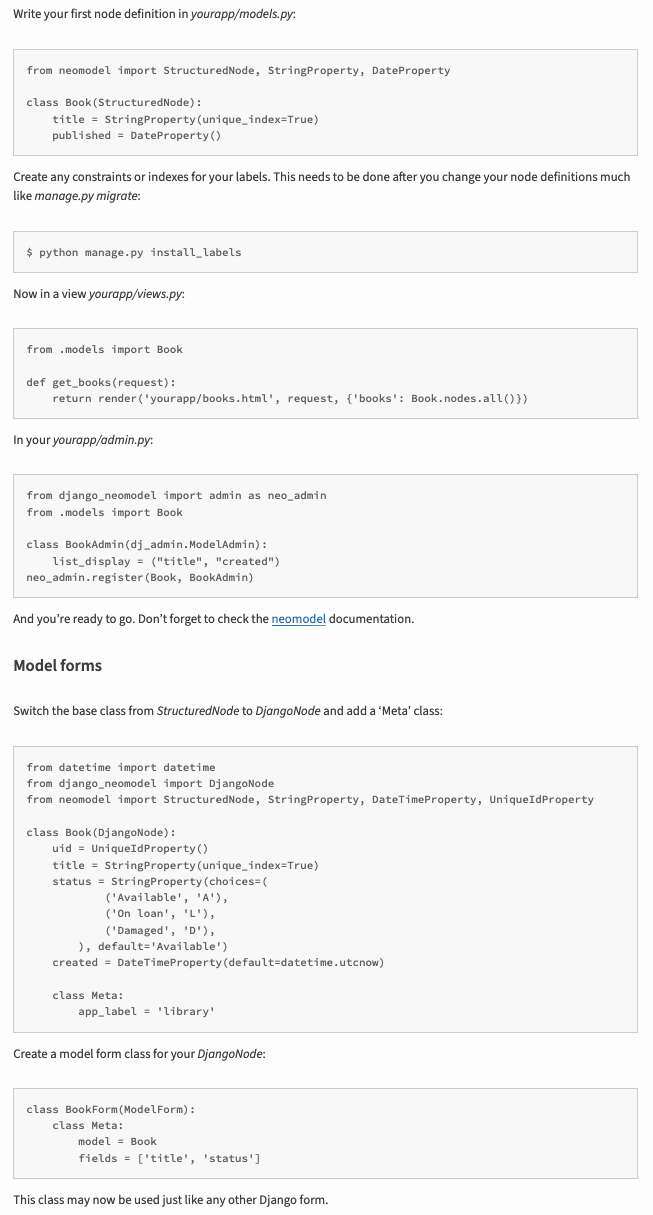 Write your first node definition in yourapp/models.py:
from neomodel import StructuredNode, StringProperty, DateProperty
class Book(StructuredNode):
    title = StringProperty(unique_index=True)
    published = DateProperty()
Create any constraints or indexes for your labels. This needs to be done after you change your node definitions much
like manage.py migrate:
$ python manage.py install_labels
Now in a view yourapp/views.py:
from .models import Book
def get_books(request):
    return render('yourapp/books.html', request, {'books': Book.nodes.all()})
In your yourapp/admin.py:
from django_neomodel import admin as neo_admin
from .models import Book
class BookAdmin(dj_admin.ModelAdmin):
    list_display = ("title", "created")
neo_admin.register(Book, BookAdmin)
And you’re ready to go. Don’t forget to check the neomodel documentation.
Model forms
Switch the base class from StructuredNode to DjangoNode and add a ‘Meta’ class:
from datetime import datetime
from django_neomodel import DjangoNode
from neomodel import StructuredNode, StringProperty, DateTimeProperty, UniqueIdProperty
class Book(DjangoNode):
    uid = UniqueIdProperty()
    title = StringProperty(unique_index=True)
    status = StringProperty(choices=(
            ('Available', 'A'),
            ('On loan', 'L'),
            ('Damaged', 'D'),
        ), default='Available')
    created = DateTimeProperty(default=datetime.utcnow)
    class Meta:
        app_label = 'library'
Create a model form class for your DjangoNode:
class BookForm(ModelForm):
    class Meta:
        model = Book
        fields = ['title', 'status']
This class may now be used just like any other Django form.